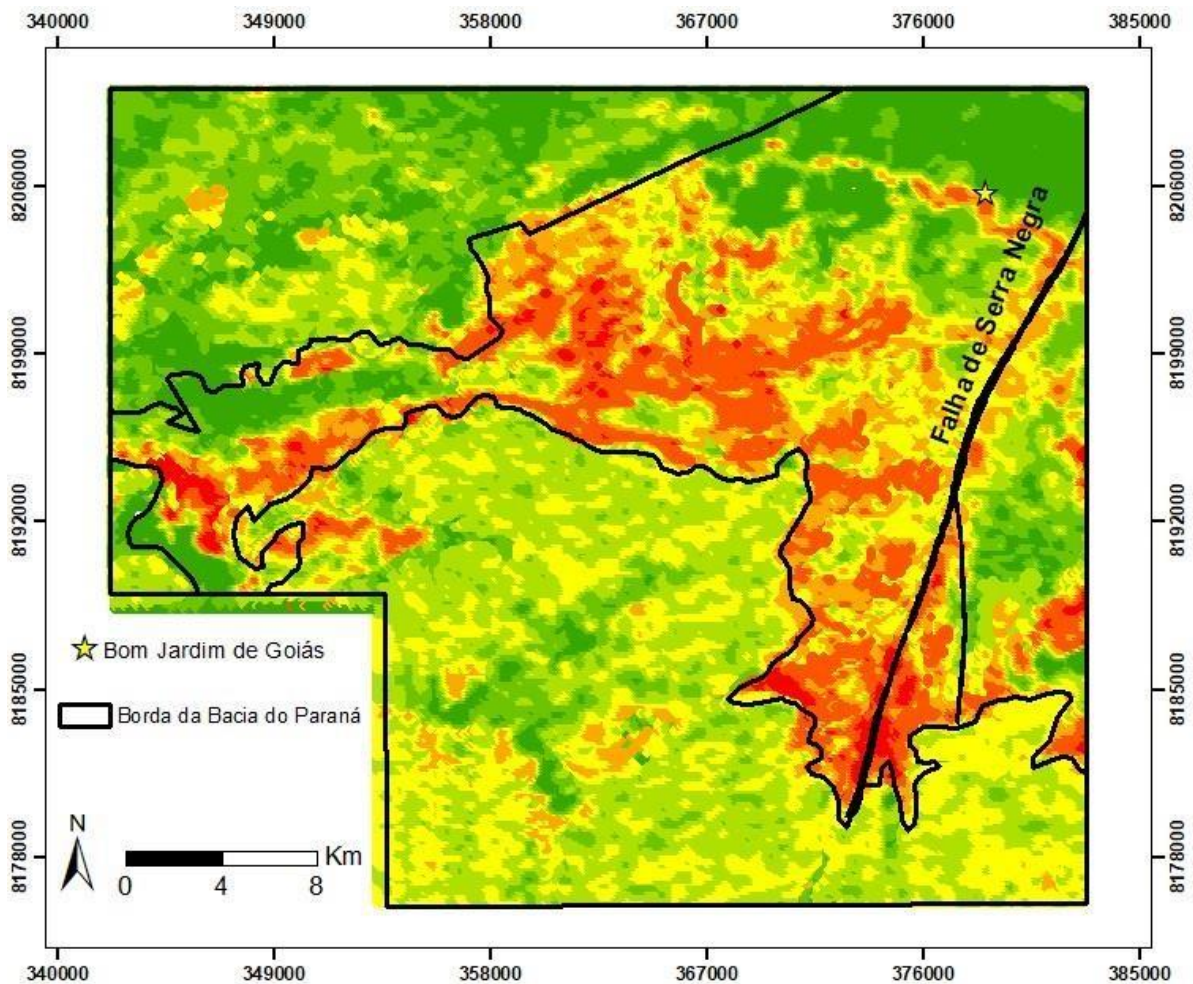 340000 349000 358000 367000 376000 385000
8206000
8199000
8192000
8185000
8178000
8206000
8199000
8192000
8185000
8178000
Falha de Serra Negra
Bom Jardim de Goiás
Borda da Bacia do Paraná
N
Km
0 4 8
340000 349000 358000 367000 376000 385000